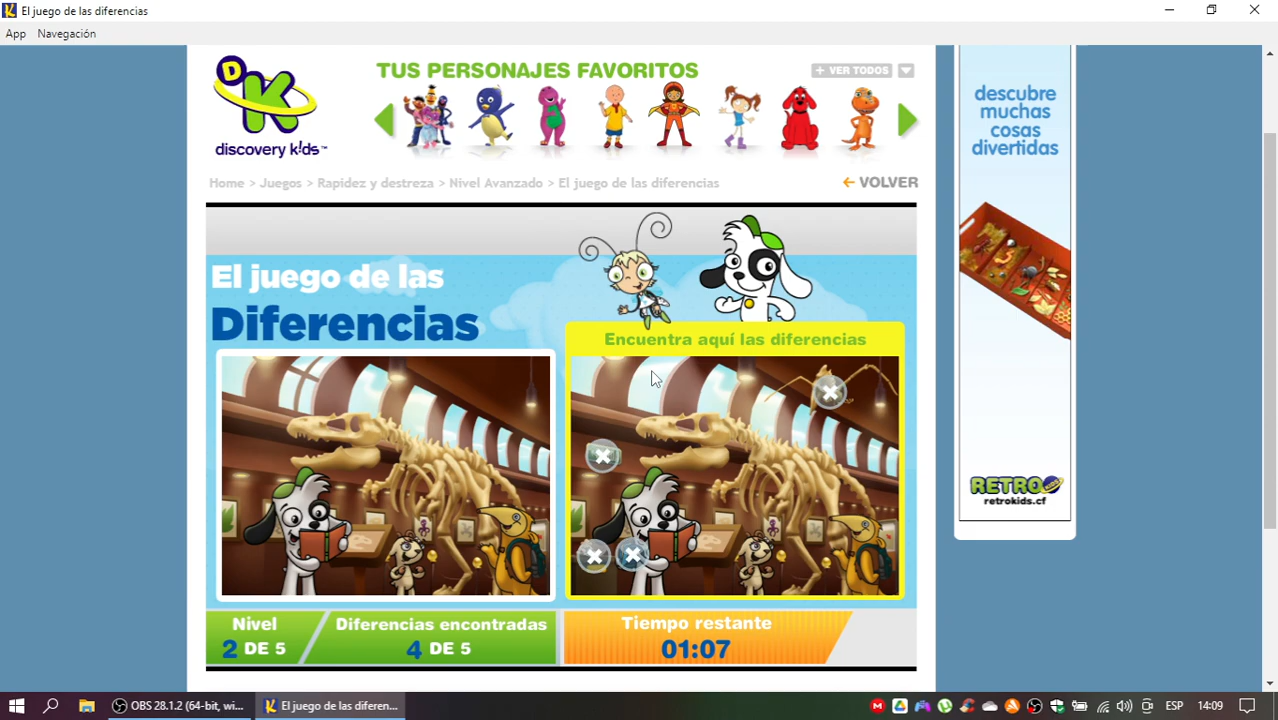 El juego de las diferencias
App Navegación
D
K
discovery k!ds™
TUS PERSONAJES FAVORITOS
+ VER TODOS
Home > Juegos > Rapidez y destreza > Nivel Avanzado > El juego de las diferencias
VOLVER
El juego de las
Diferencias
Encuentra aquí las diferencias
Nivel
2 DE 5
Diferencias encontradas
4 DE 5
Tiempo restante
01:07
descubre
muchas
cosas
divertidas
RETRO
retrokids.cf
OBS 28.1.2 (64-bit, wi...
El juego de las diferen...
ESP
14:09